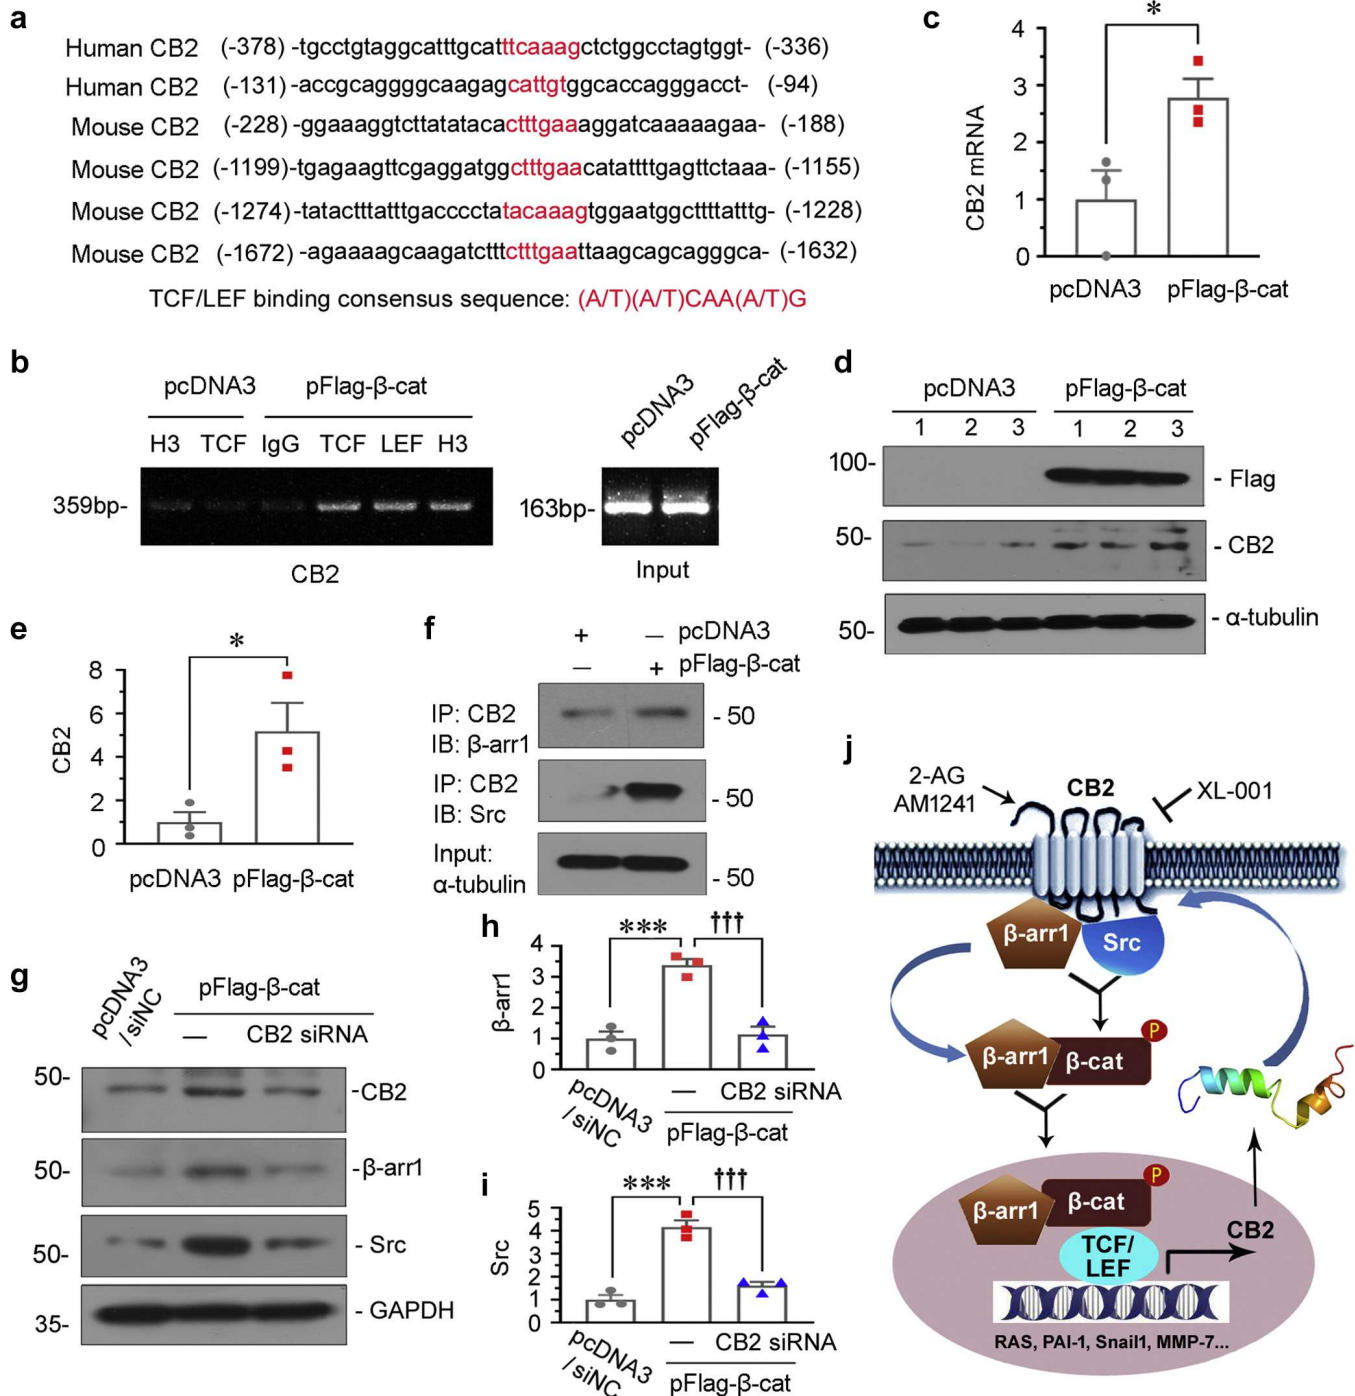 a
Human CB2 (-378) -tgcctgtaggcatttgcatttcaaagctctggcctagtggt- (-336)
Human CB2 (-131) -accgcaggggcaagagcattgtggcaccagggacct- (-94)
Mouse CB2 (-228) -ggaaaggtcttatatacactttgaaaggatcaaaaagaa- (-188)
Mouse CB2 (-1199)-tgagaagttcgaggatggctttgaacatattttgagttctaaa- (-1155)
Mouse CB2 (-1274) -tatactttatttgacccctatacaaagtggaatggcttttatttg- (-1228)
Mouse CB2 (-1672) -agaaaagcaagatctttctttgaattaagcagcagggca- (-1632)
TCF/LEF binding consensus sequence: (A/T)(A/T)CAA(A/T)G
b
pcDNA3 pFlag-β-cat
H3 TCF IgG TCF LEF H3
359bp-
CB2
pcDNA3 pFlag-β-cat
163bp-
Input
c
*
CB2 mRNA
4
3
2
1
0
pcDNA3 pFlag-β-cat
d
pcDNA3 pFlag-β-cat
1 2 3 1 2 3
100- - Flag
50- - CB2
50- - α-tubulin
e
*
CB2
8
6
4
2
0
pcDNA3 pFlag-β-cat
f
+ — pcDNA3
— + pFlag-β-cat
IP: CB2
IB: β-arr1
- 50
IP: CB2
IB: Src
- 50
Input:
α-tubulin
- 50
g
pcDNA3
/siNC
pFlag-β-cat
— CB2 siRNA
50- -CB2
50- -β-arr1
50- - Src
35- - GAPDH
h
*** †††
β-arr1
4
3
2
1
0
pcDNA3
/siNC
— CB2 siRNA
pFlag-β-cat
i
*** †††
Src
5
4
3
2
1
0
pcDNA3
/siNC
— CB2 siRNA
pFlag-β-cat
j
2-AG
AM1241
CB2
XL-001
β-arr1
Src
β-arr1
β-cat
P
β-arr1
β-cat
P
TCF/
LEF
CB2
RAS, PAI-1, Snail1, MMP-7...